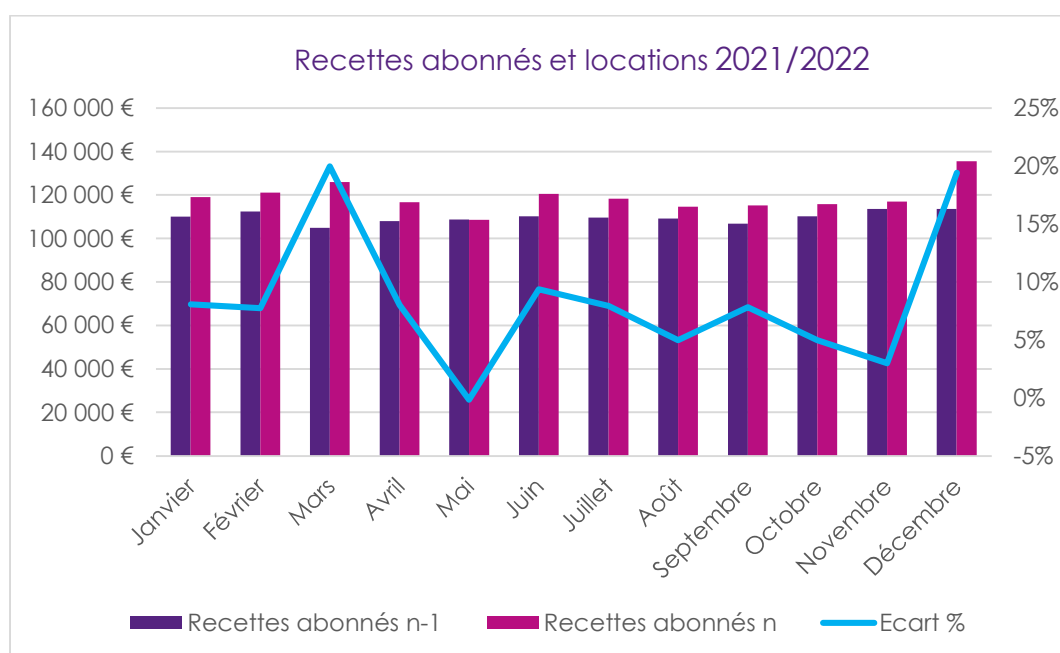 Recettes abonnés et locations 2021/2022
160 000 €
140 000 €
120 000 €
100 000 €
80 000 €
60 000 €
40 000 €
20 000 €
0 €
25%
20%
15%
10%
5%
0%
-5%
Janvier
Février
Mars
Avril
Mai
Juin
Juillet
Août
Septembre
Octobre
Novembre
Décembre
Recettes abonnés n-1
Recettes abonnés n
Ecart %